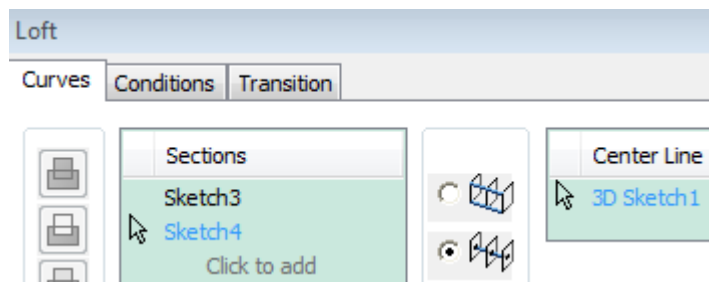 Loft
Curves Conditions Transition
Sections
Sketch3
Sketch4
Click to add
Center Line
3D Sketch1